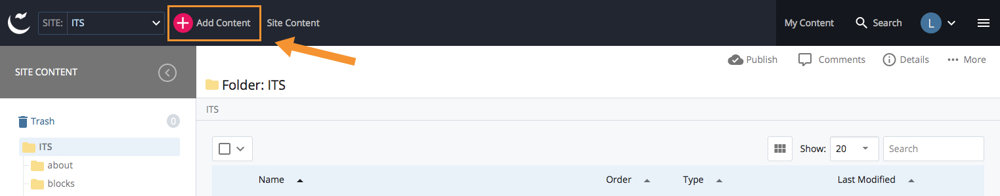 SITE: ITS Add Content Site Content My Content Search L
SITE CONTENT
Publish Comments Details More
Folder: ITS
ITS
Trash 0
ITS
about
blocks
Show: 20 Search
Name Order Type Last Modified